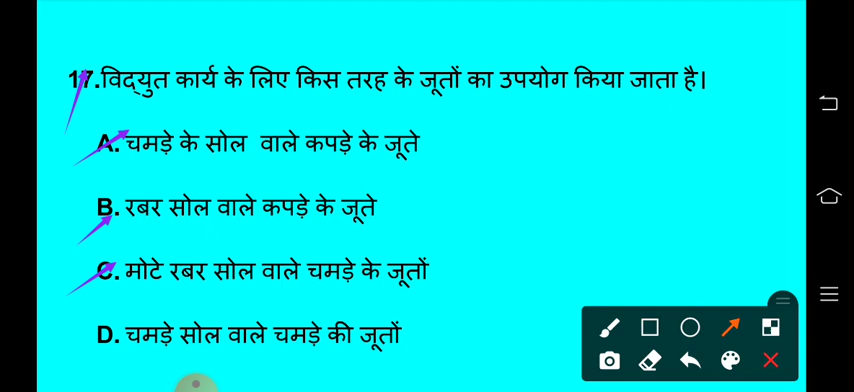 17.विद्युत कार्य के लिए किस तरह के जूतों का उपयोग किया जाता है।
A. चमड़े के सोल वाले कपड़े के जूते
B. रबर सोल वाले कपड़े के जूते
C. मोटे रबर सोल वाले चमड़े के जूतों
D. चमड़े सोल वाले चमड़े की जूतों